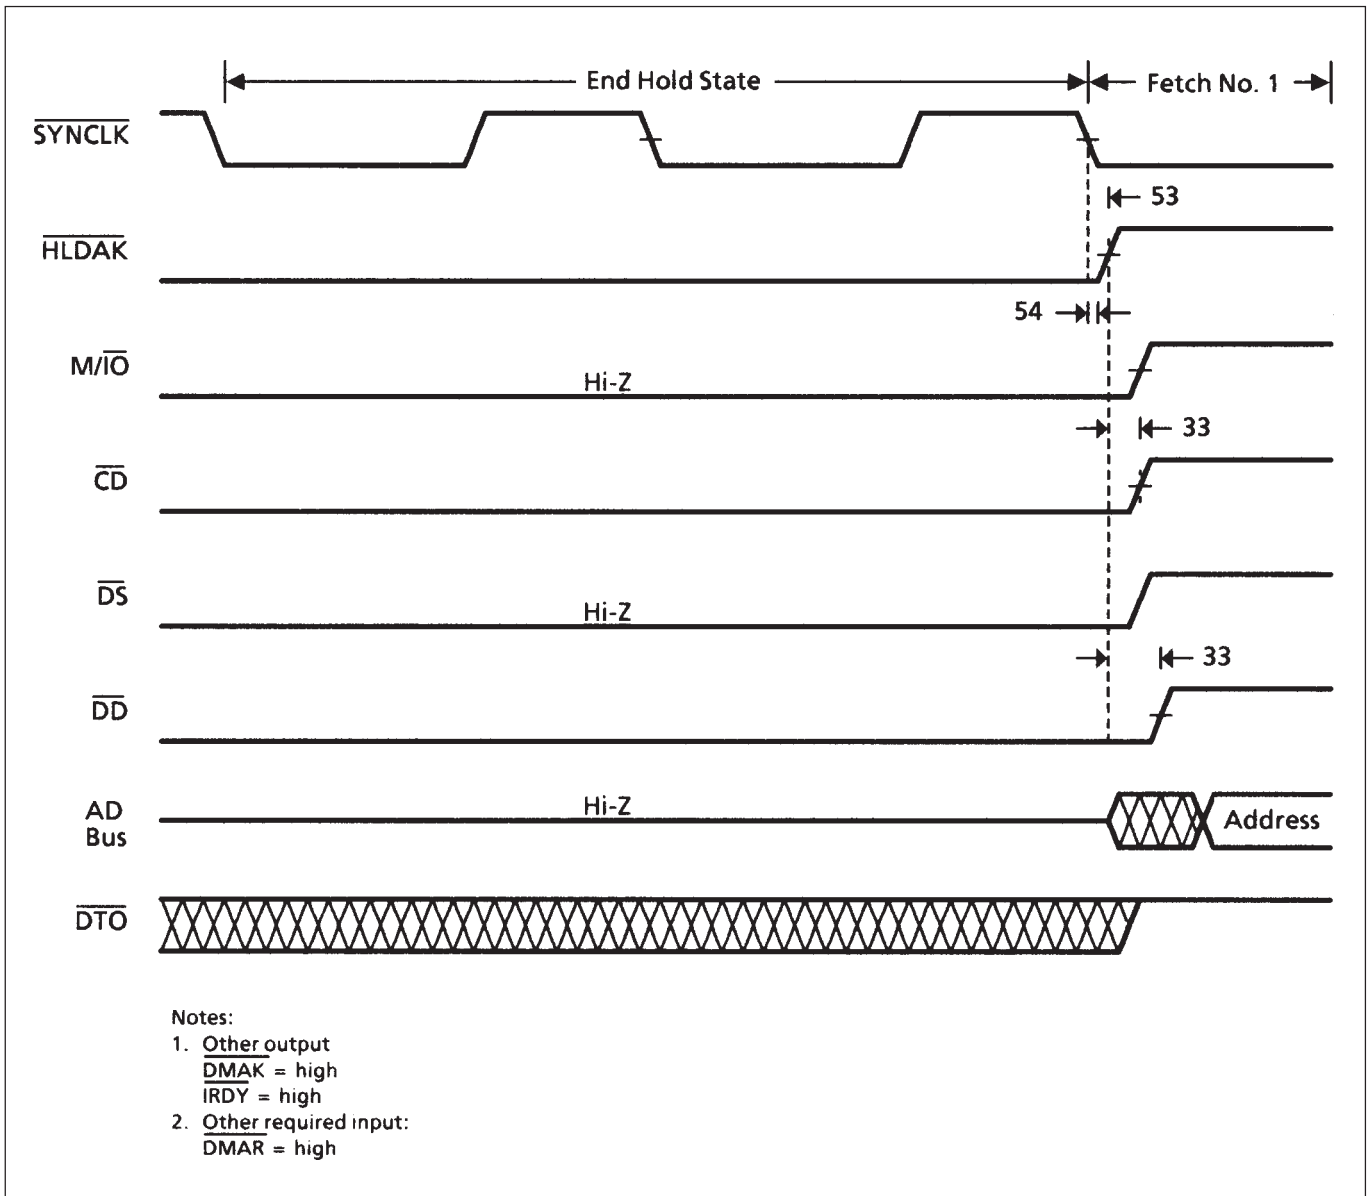 End Hold State Fetch No. 1
SYNCLK
53
HLDAK
54
M/IO
Hi-Z
33
CD
DS
Hi-Z
33
DD
AD
Bus
Hi-Z
Address
DTO
Notes:
1. Other output
DMAK = high
IRDY = high
2. Other required input:
DMAR = high